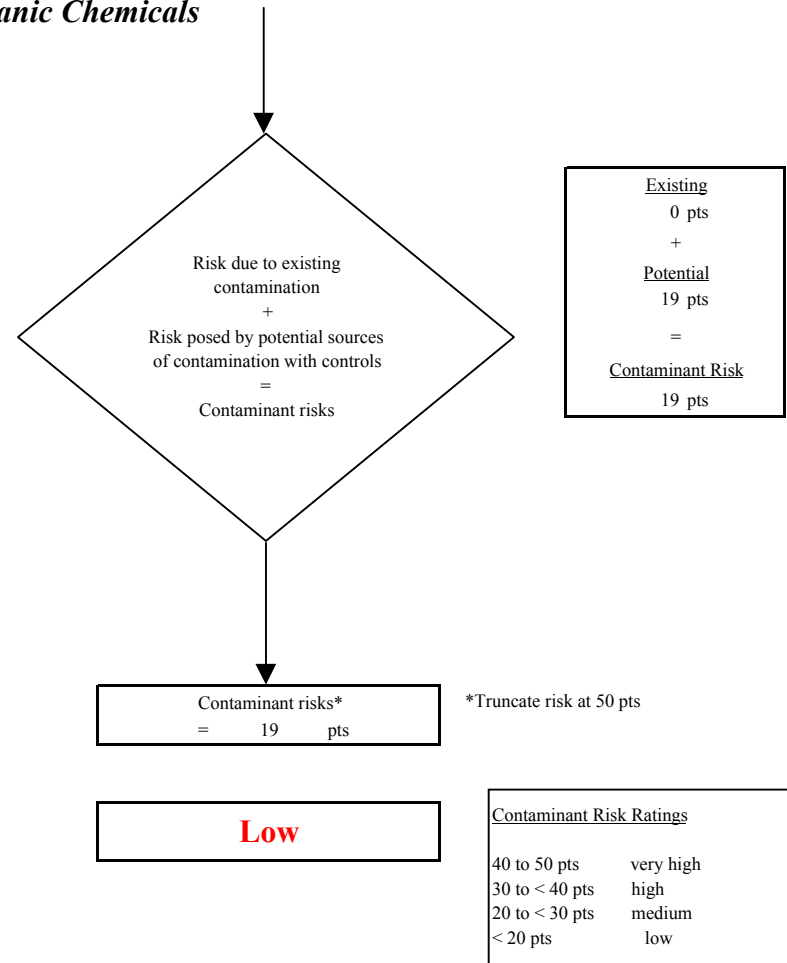 Chemicals
Risk due to existing
contamination
+
Risk posed by potential sources
of contamination with controls
=
Contaminant risks
Existing
0 pts
+
Potential
19 pts
=
Contaminant Risk
19 pts
Contaminant risks*
= 19 pts
*Truncate risk at 50 pts
Low
Contaminant Risk Ratings
40 to 50 pts very high
30 to < 40 pts high
20 to < 30 pts medium
< 20 pts low